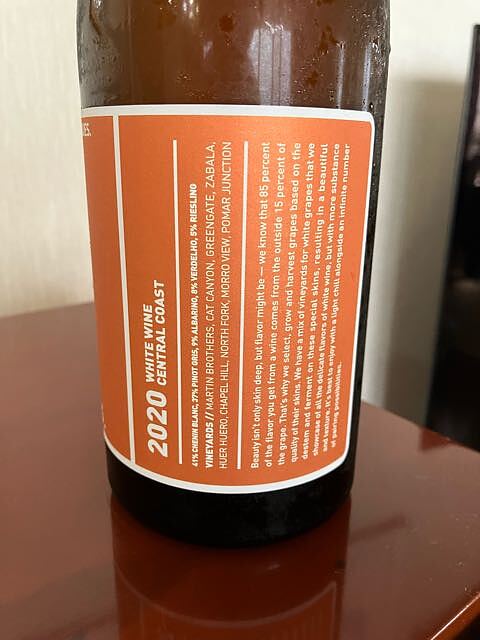 ES.
2020 WHITE WINE
CENTRAL COAST
41% CHENIN BLANC, 37% PINOT GRIS, 9% ALBARINO, 8% VERDELHO, 5% RIESLING
VINEYARDS // MARTIN BROTHERS, CAT CANYON, GREENGATE, ZABALA,
HUER HUERO, CHAPEL HILL, NORTH FORK, MORRO VIEW, POMAR JUNCTION
Beauty isn't only skin deep, but flavor might be — we know that 85 percent
of the flavor you get from a wine comes from the outside 15 percent of
the grape. That's why we select, grow and harvest grapes based on the
quality of their skins. We have a mix of vineyards for white grapes that we
destem and ferment on these special skins, resulting in a beautiful
showcase of all the delicate flavors of white wine, but with more substance
and texture. It's best to enjoy with a light chill alongside an infinite number
of pairing possibilities.